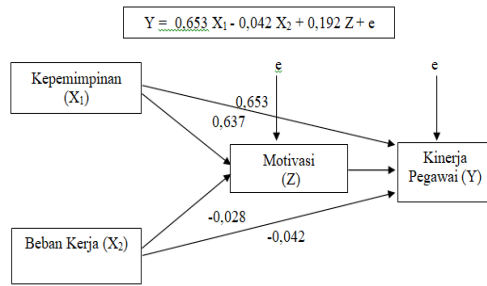 Y = 0,653 X₁ - 0,042 X₂ + 0,192 Z + e
Kepemimpinan
(X₁)
e
e
0,653
0,637
Motivasi
(Z)
Kinerja
Pegawai (Y)
-0,028
-0,042
Beban Kerja (X₂)